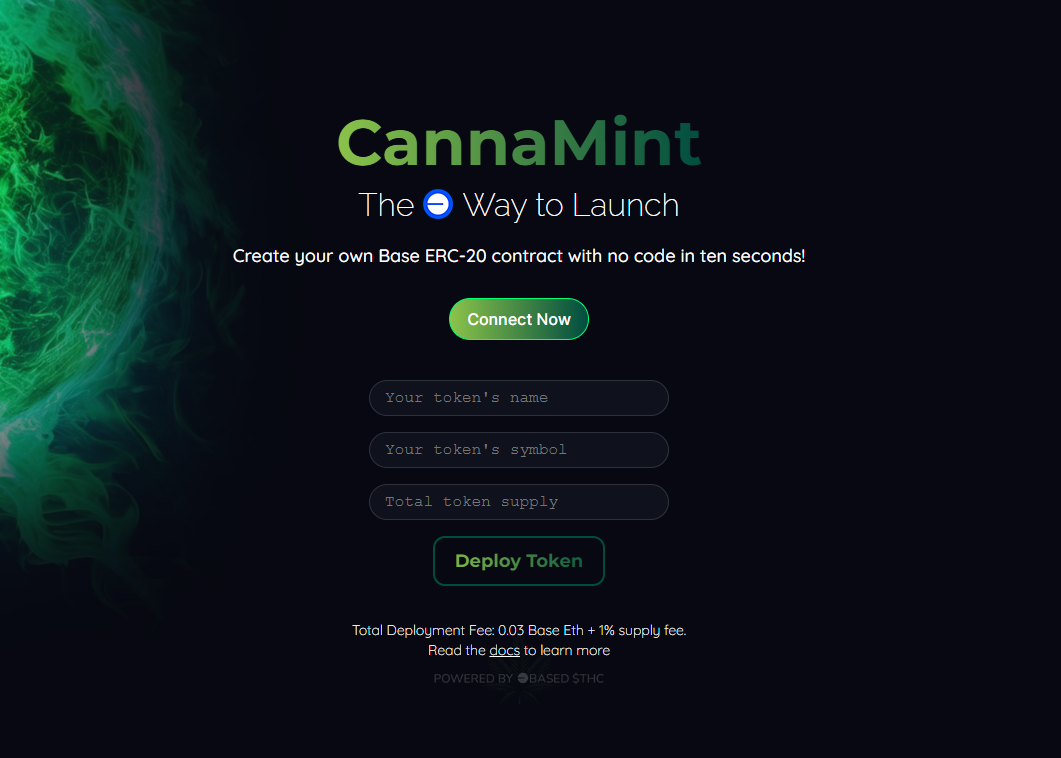 CannaMint
The Way to Launch
Create your own Base ERC-20 contract with no code in ten seconds!
Connect Now
Your token's name
Your token's symbol
Total token supply
Deploy Token
Total Deployment Fee: 0.03 Base Eth + 1% supply fee.
Read the docs to learn more
POWERED BY BASED $THC